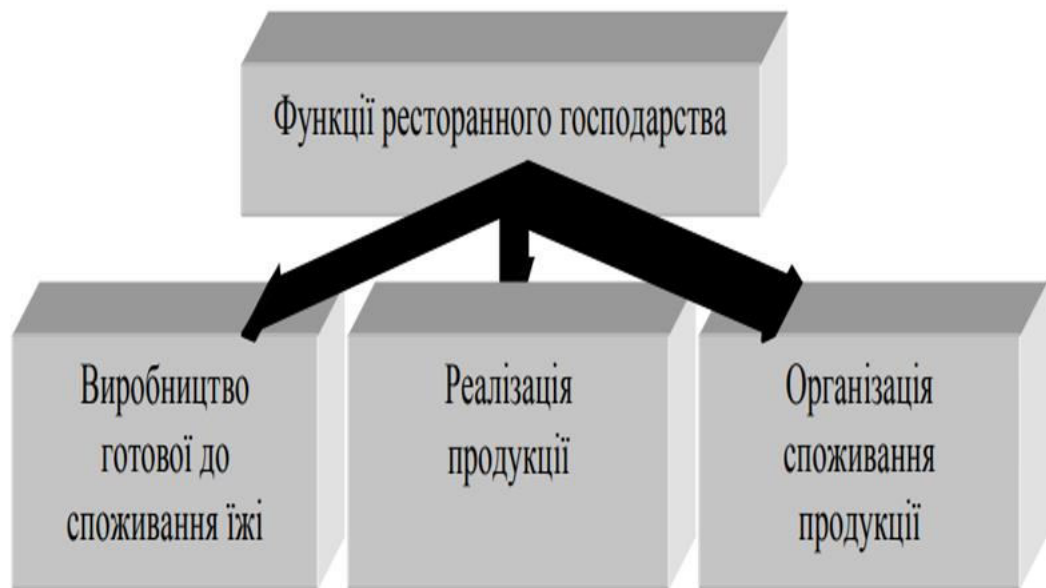 Функції ресторанного господарства
Виробництво
готової до
споживання їжі
Реалізація
продукції
Організація
споживання
продукції